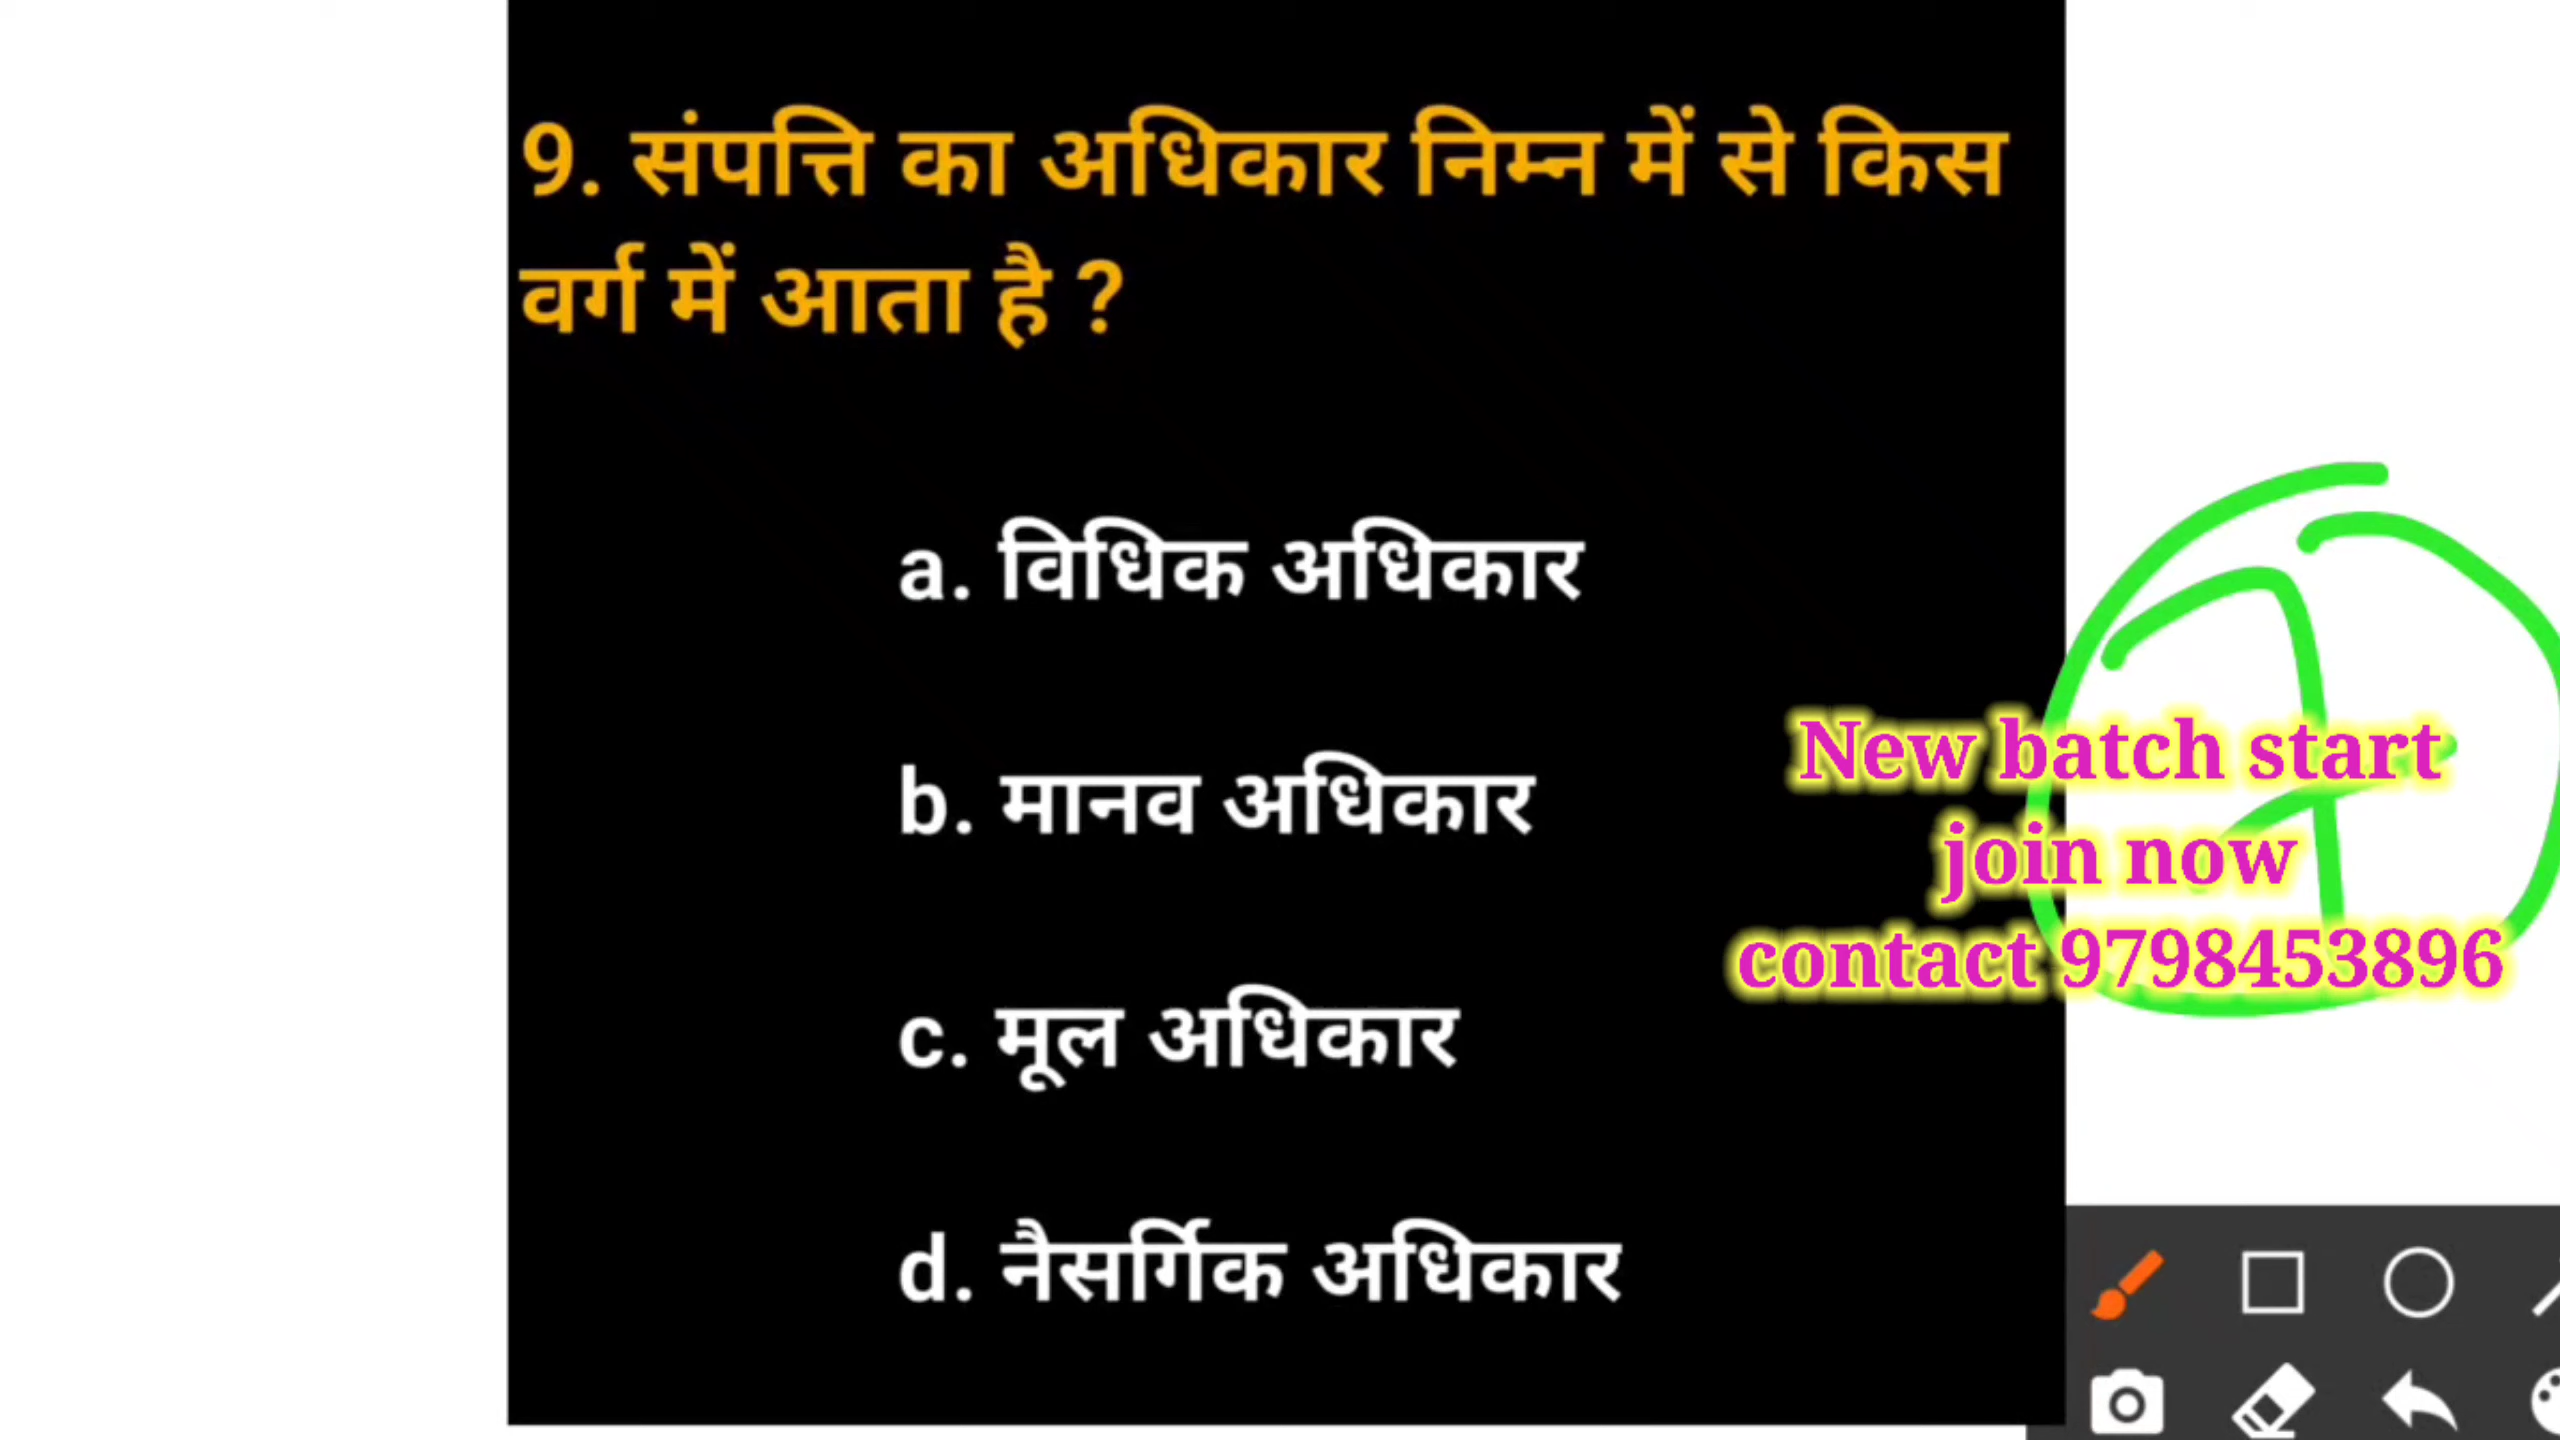 9. संपत्ति का अधिकार निम्न में से किस
वर्ग में आता है ?
a. विधिक अधिकार
b. मानव अधिकार
c. मूल अधिकार
d. नैसर्गिक अधिकार
New batch start
join now
contact 9798453896